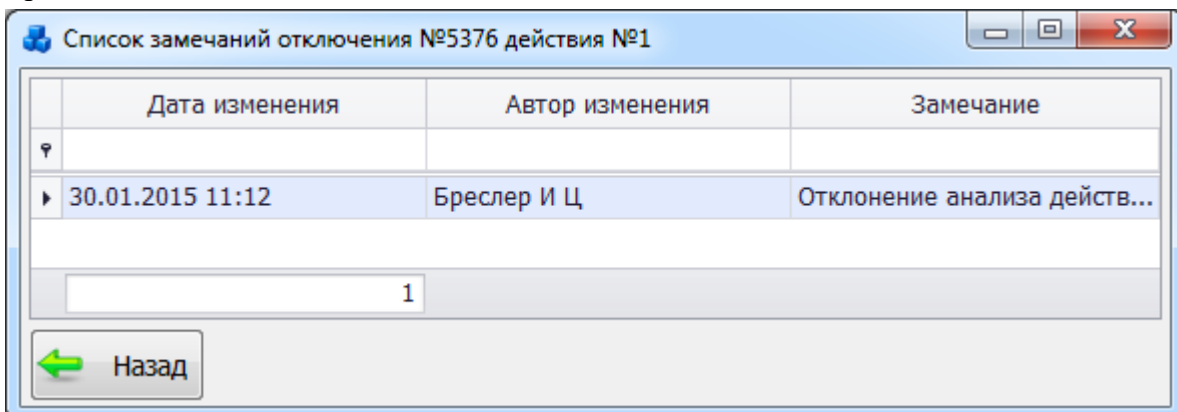 Список замечаний отключения №5376 действия №1
Дата изменения Автор изменения Замечание
30.01.2015 11:12 Бреслер И Ц Отклонение анализа действ...
1
Назад